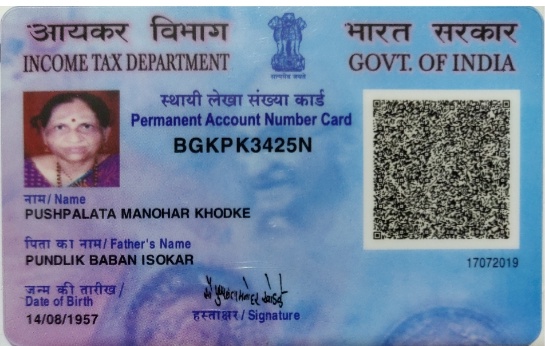 आयकर विभाग
INCOME TAX DEPARTMENT
भारत सरकार
GOVT. OF INDIA
सत्यमेव जयते
स्थायी लेखा संख्या कार्ड
Permanent Account Number Card
BGKPK3425N
नाम/ Name
PUSHPALATA MANOHAR KHODKE
पिता का नाम/ Father's Name
PUNDLIK BABAN ISOKAR
17072019
जन्म की तारीख/
Date of Birth
14/08/1957
हस्ताक्षर / Signature